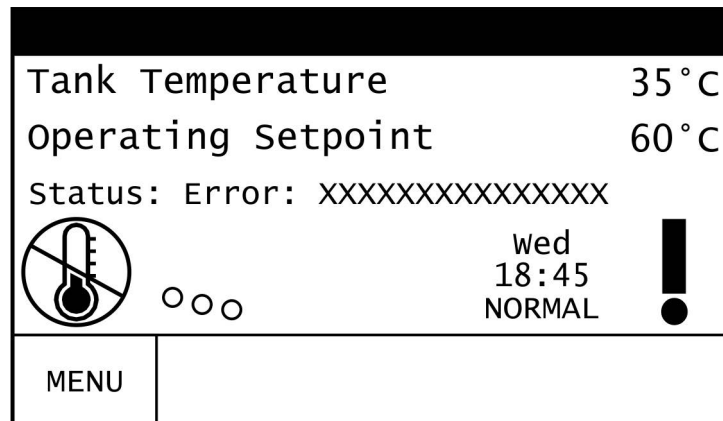 Tank Temperature 35°C
Operating Setpoint 60°C
Status: Error: XXXXXXXXXXXXXXX
Wed
18:45
NORMAL
MENU